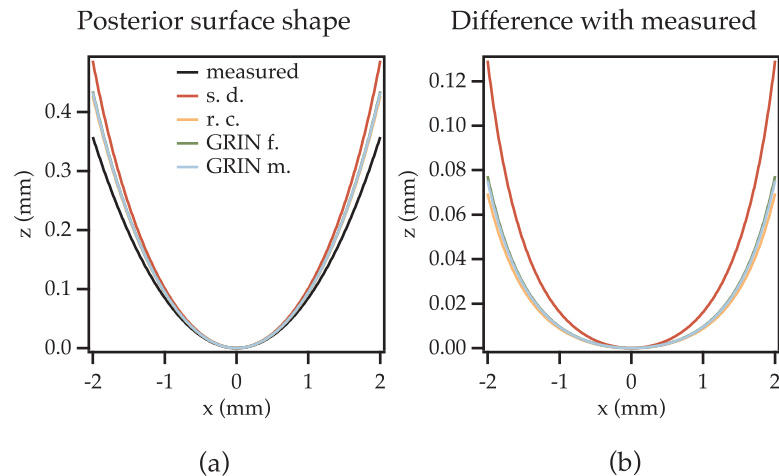 Posterior surface shape
Difference with measured
measured
s. d.
r. c.
GRIN f.
GRIN m.
0.4
0.3
0.2
0.1
0.0
z (mm)
-2 -1 0 1 2
x (mm)
(a)
0.12
0.10
0.08
0.06
0.04
0.02
0.00
z (mm)
-2 -1 0 1 2
x (mm)
(b)